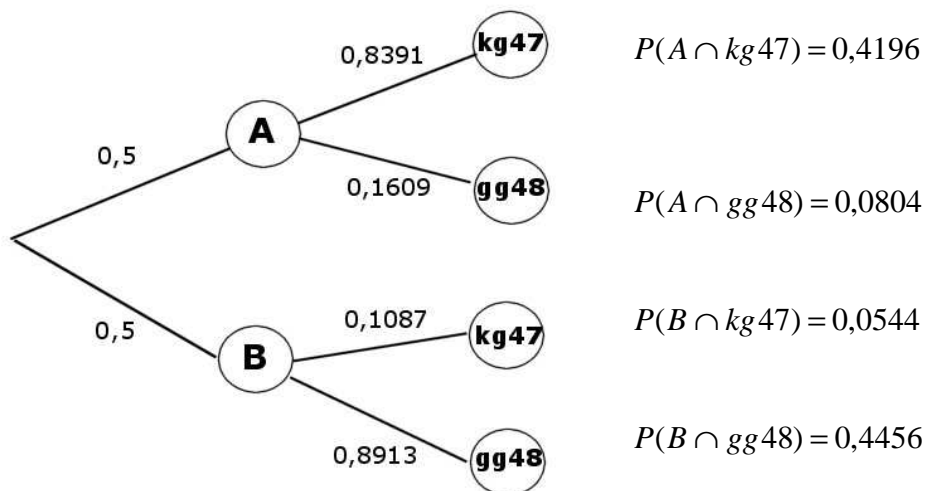 kg47
0,8391
P(A ∩ kg47) = 0,4196
A
0,5
0,1609
gg48
P(A ∩ gg48) = 0,0804
0,5
0,1087
kg47
P(B ∩ kg47) = 0,0544
B
0,8913
gg48
P(B ∩ gg48) = 0,4456